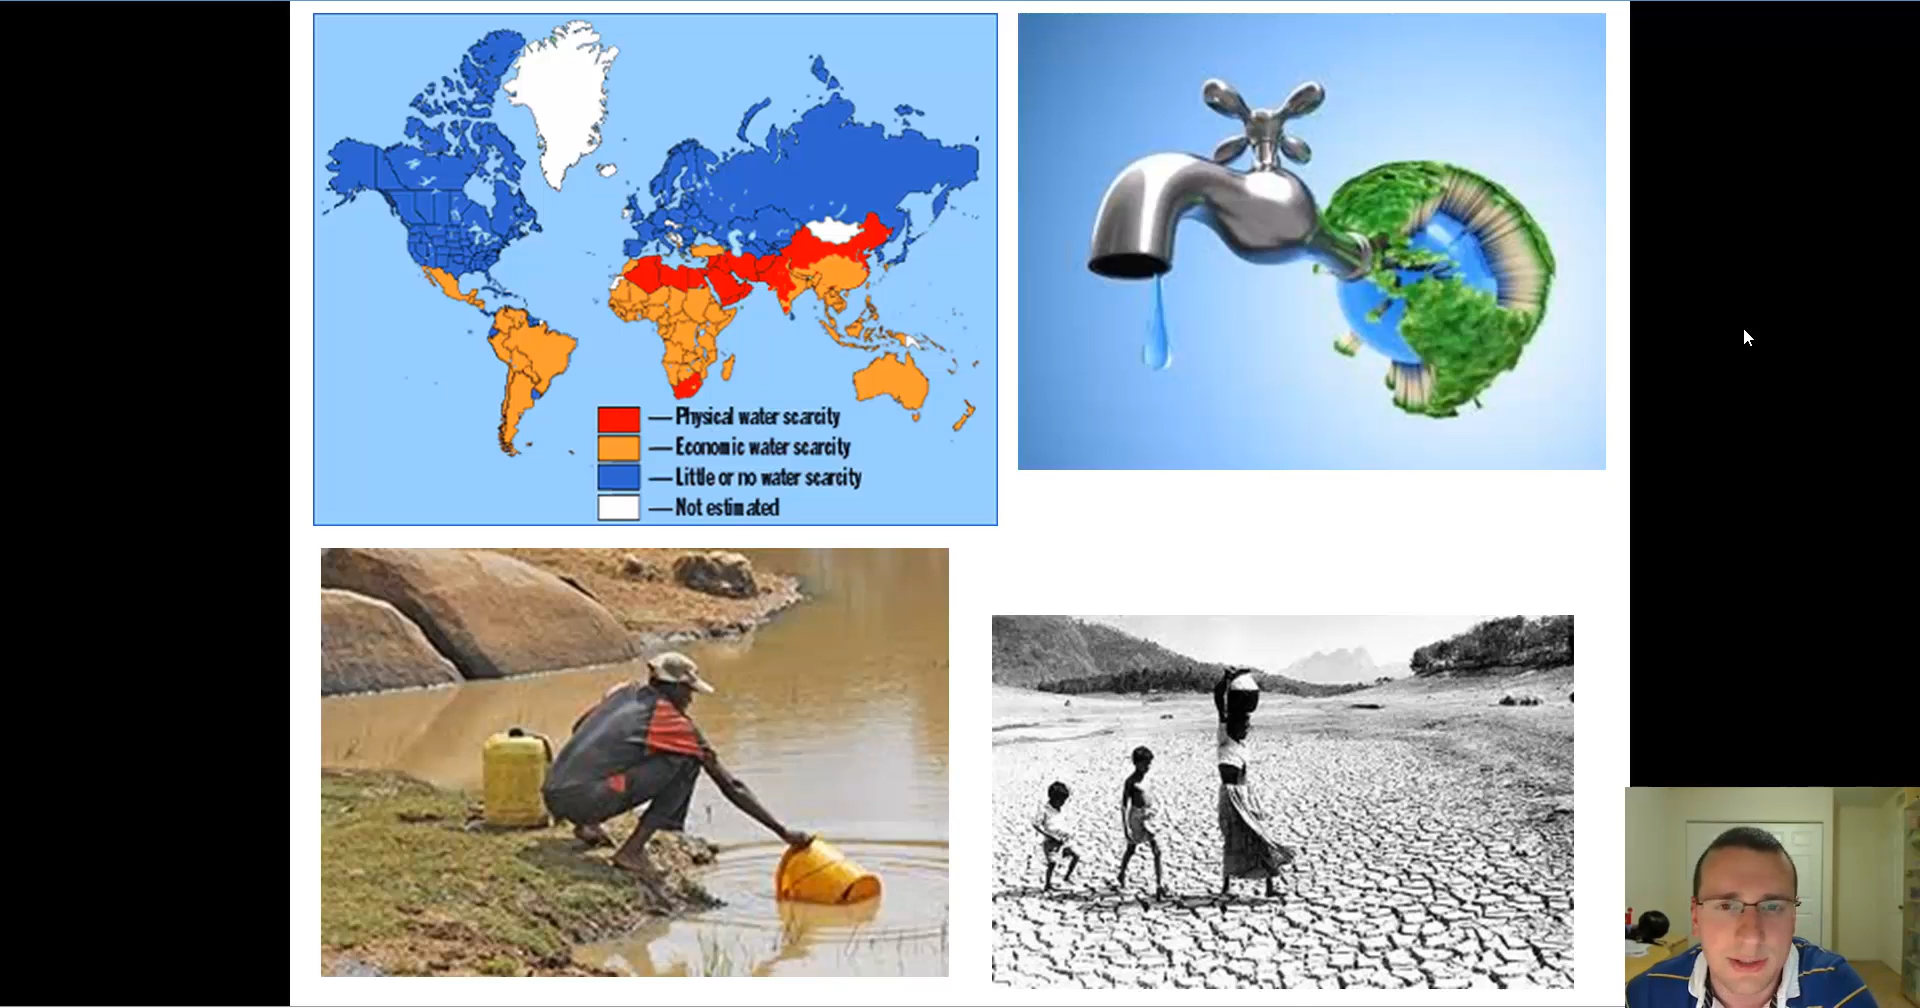 Physical water scarcity
Economic water scarcity
Little or no water scarcity
Not estimated